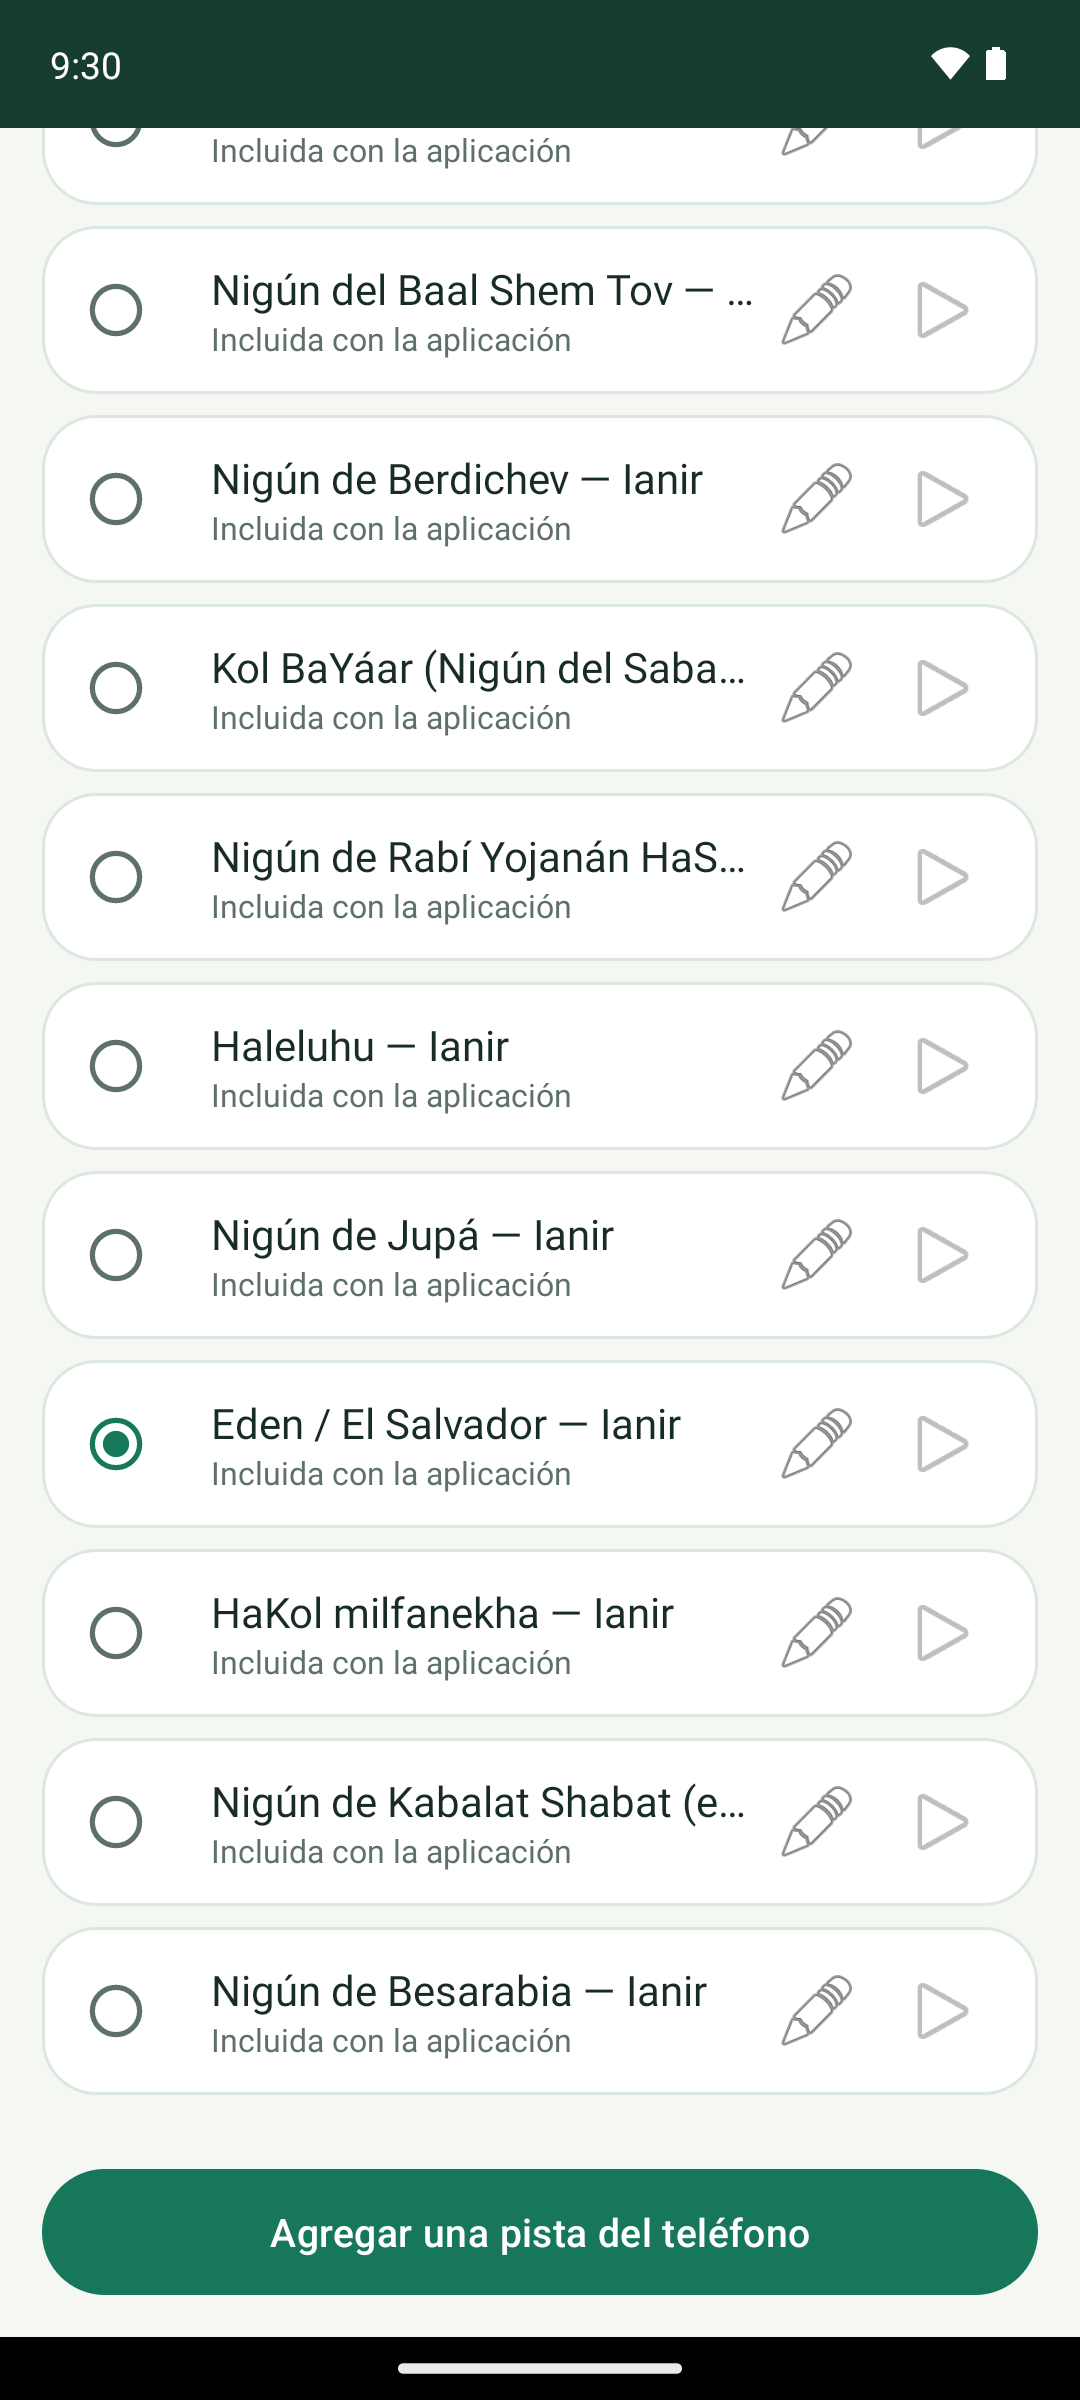 9:30
Incluida con la aplicación
Nigún del Baal Shem Tov — ...
Incluida con la aplicación
Nigún de Berdichev — Ianir
Incluida con la aplicación
Kol BaYáar (Nigún del Saba...
Incluida con la aplicación
Nigún de Rabí Yojanán HaS...
Incluida con la aplicación
Haleluhu — Ianir
Incluida con la aplicación
Nigún de Jupá — Ianir
Incluida con la aplicación
Eden / El Salvador — Ianir
Incluida con la aplicación
HaKol milfanekha — Ianir
Incluida con la aplicación
Nigún de Kabalat Shabat (e...
Incluida con la aplicación
Nigún de Besarabia — Ianir
Incluida con la aplicación
Agregar una pista del teléfono